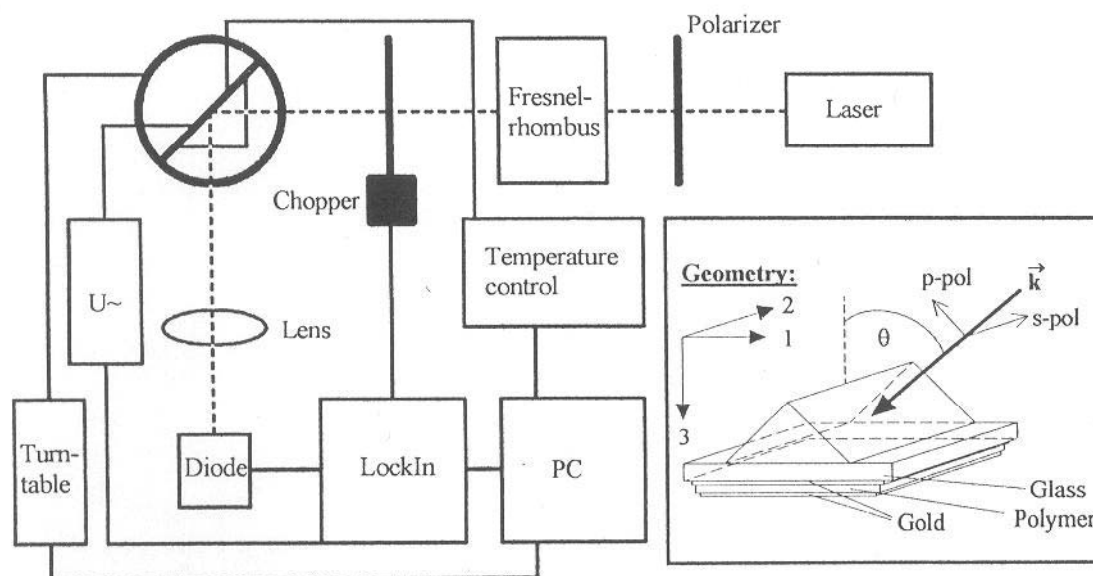 Polarizer
Fresnel-
rhombus
Laser
Chopper
Temperature
control
U~
Lens
Turn-
table
Diode
LockIn
PC
Geometry:
2
1
3
p-pol
k⃗
s-pol
θ
Glass
Polymer
Gold